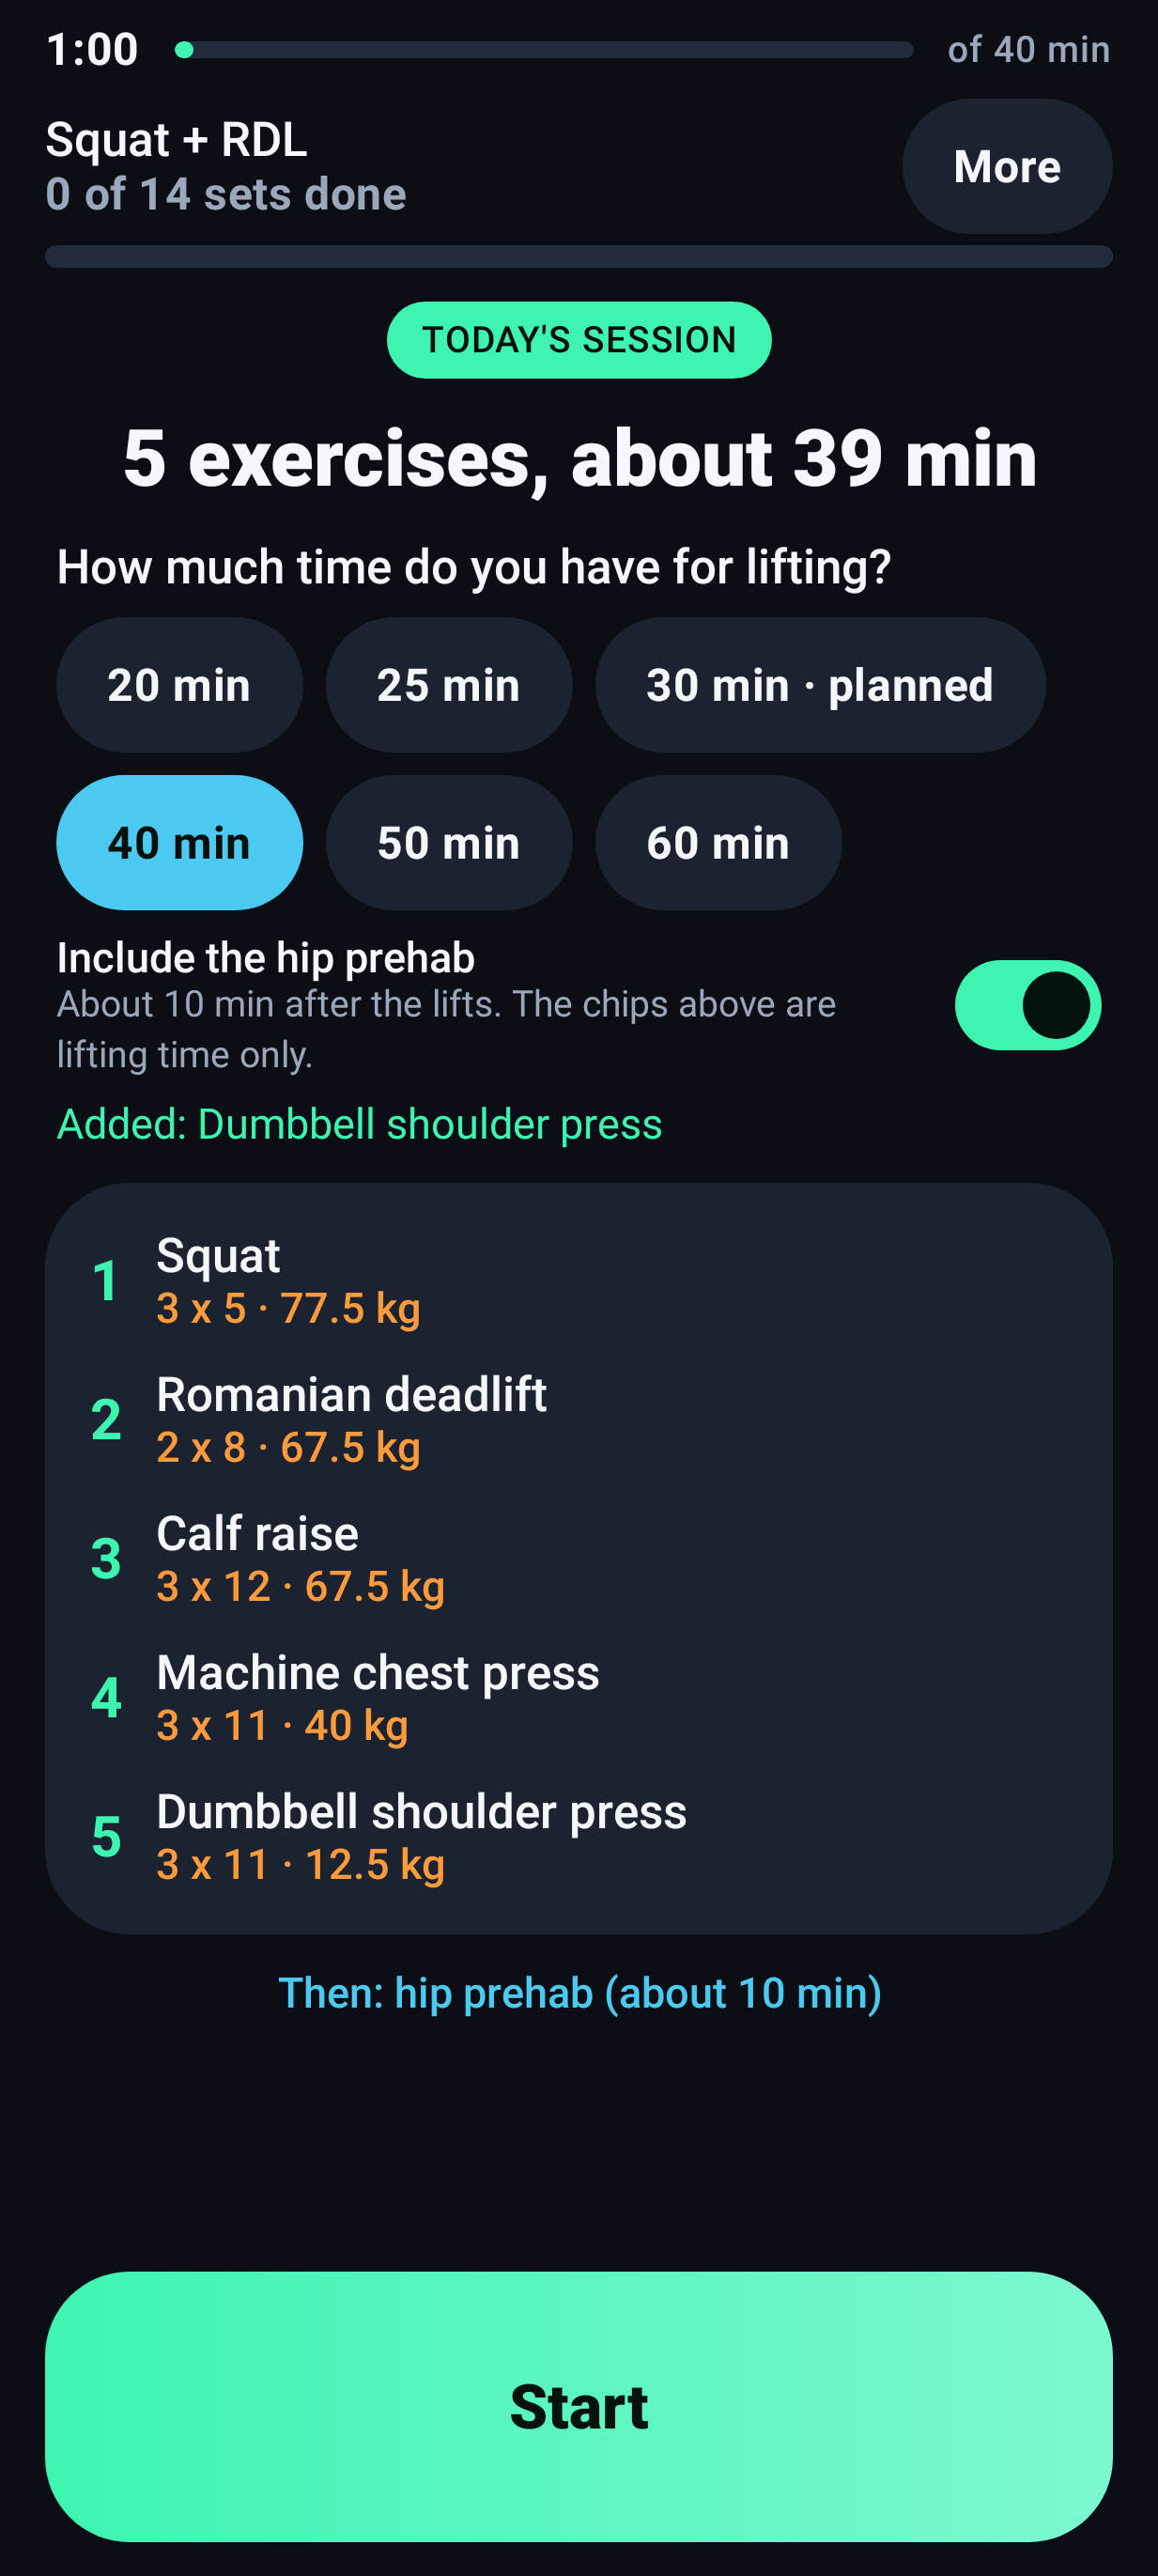 1:00
of 40 min
Squat + RDL
0 of 14 sets done
More
TODAY'S SESSION
5 exercises, about 39 min
How much time do you have for lifting?
20 min
25 min
30 min · planned
40 min
50 min
60 min
Include the hip prehab
About 10 min after the lifts. The chips above are
lifting time only.
Added: Dumbbell shoulder press
1
Squat
3 x 5 · 77.5 kg
2
Romanian deadlift
2 x 8 · 67.5 kg
3
Calf raise
3 x 12 · 67.5 kg
4
Machine chest press
3 x 11 · 40 kg
5
Dumbbell shoulder press
3 x 11 · 12.5 kg
Then: hip prehab (about 10 min)
Start